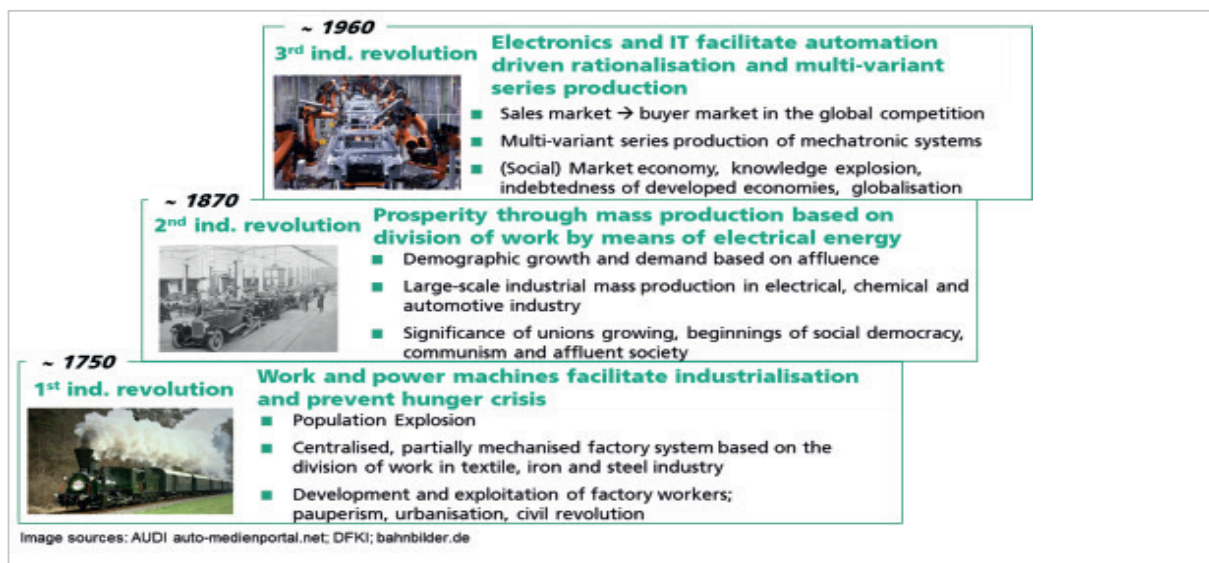 ~ 1960
3rd ind. revolution
Electronics and IT facilitate automation
driven rationalisation and multi-variant
series production
■ Sales market → buyer market in the global competition
■ Multi-variant series production of mechatronic systems
■ (Social) Market economy, knowledge explosion,
indebtedness of developed economies, globalisation
~ 1870
2nd ind. revolution
Prosperity through mass production based on
division of work by means of electrical energy
■ Demographic growth and demand based on affluence
■ Large-scale industrial mass production in electrical, chemical and
automotive industry
■ Significance of unions growing, beginnings of social democracy,
communism and affluent society
~ 1750
1st ind. revolution
Work and power machines facilitate industrialisation
and prevent hunger crisis
■ Population Explosion
■ Centralised, partially mechanised factory system based on the
division of work in textile, iron and steel industry
■ Development and exploitation of factory workers;
pauperism, urbanisation, civil revolution
Image sources: AUDI auto-medienportal.net; DFKI; bahnbilder.de